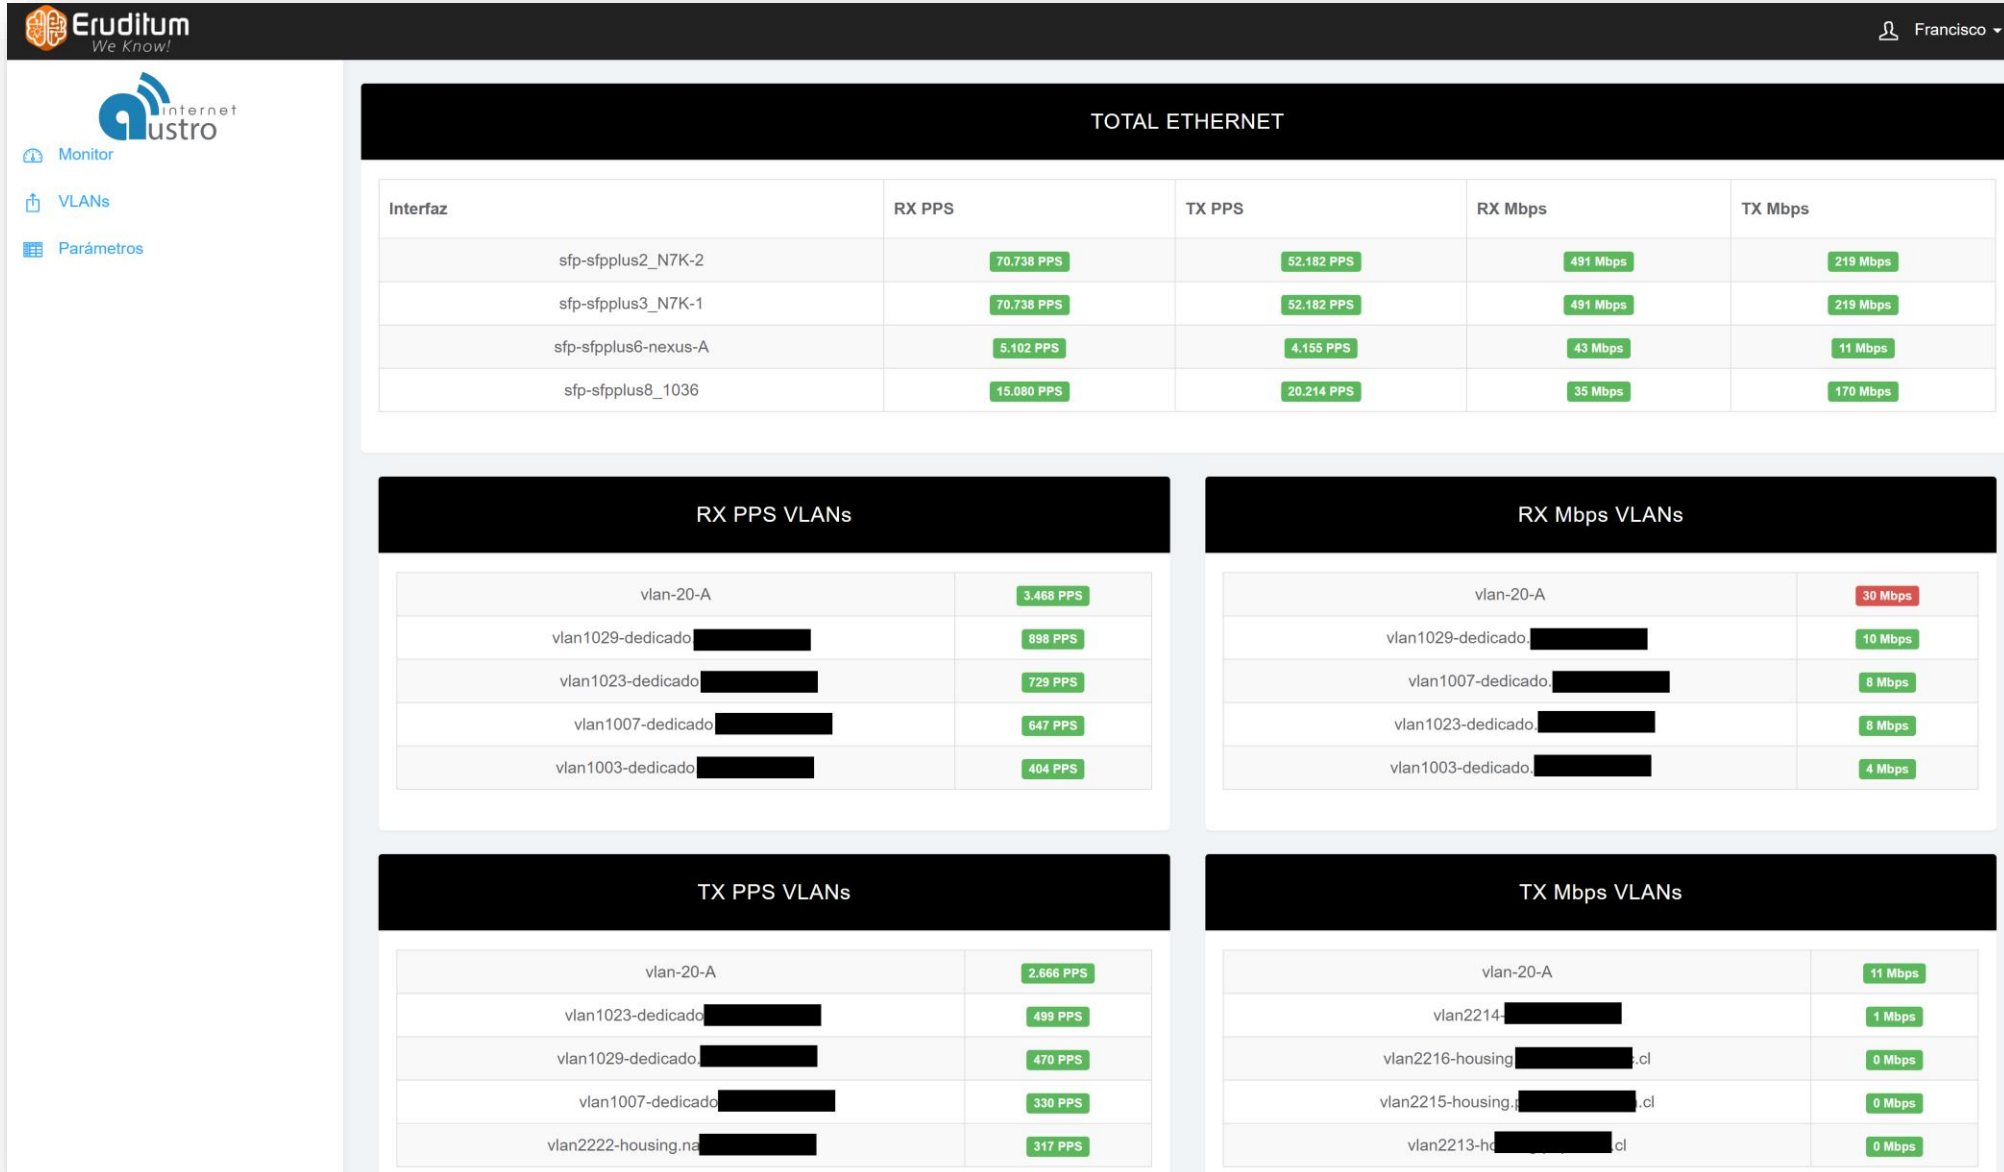 Eruditum
We Know!
Francisco
internet
austro
Monitor
VLANs
Parámetros
TOTAL ETHERNET
Interfaz RX PPS TX PPS RX Mbps TX Mbps
sfp-sfpplus2_N7K-2 70.738 PPS 52.182 PPS 491 Mbps 219 Mbps
sfp-sfpplus3_N7K-1 70.738 PPS 52.182 PPS 491 Mbps 219 Mbps
sfp-sfpplus6-nexus-A 5.102 PPS 4.155 PPS 43 Mbps 11 Mbps
sfp-sfpplus8_1036 15.080 PPS 20.214 PPS 35 Mbps 170 Mbps
RX PPS VLANs
vlan-20-A 3.468 PPS
vlan1029-dedicado. 898 PPS
vlan1023-dedicado 729 PPS
vlan1007-dedicado 647 PPS
vlan1003-dedicado 404 PPS
RX Mbps VLANs
vlan-20-A 30 Mbps
vlan1029-dedicado. 10 Mbps
vlan1007-dedicado. 8 Mbps
vlan1023-dedicado. 8 Mbps
vlan1003-dedicado. 4 Mbps
TX PPS VLANs
vlan-20-A 2.666 PPS
vlan1023-dedicado 499 PPS
vlan1029-dedicado. 470 PPS
vlan1007-dedicado 330 PPS
vlan2222-housing.na 317 PPS
TX Mbps VLANs
vlan-20-A 11 Mbps
vlan2214- 1 Mbps
vlan2216-housing .cl 0 Mbps
vlan2215-housing. .cl 0 Mbps
vlan2213-ho .cl 0 Mbps